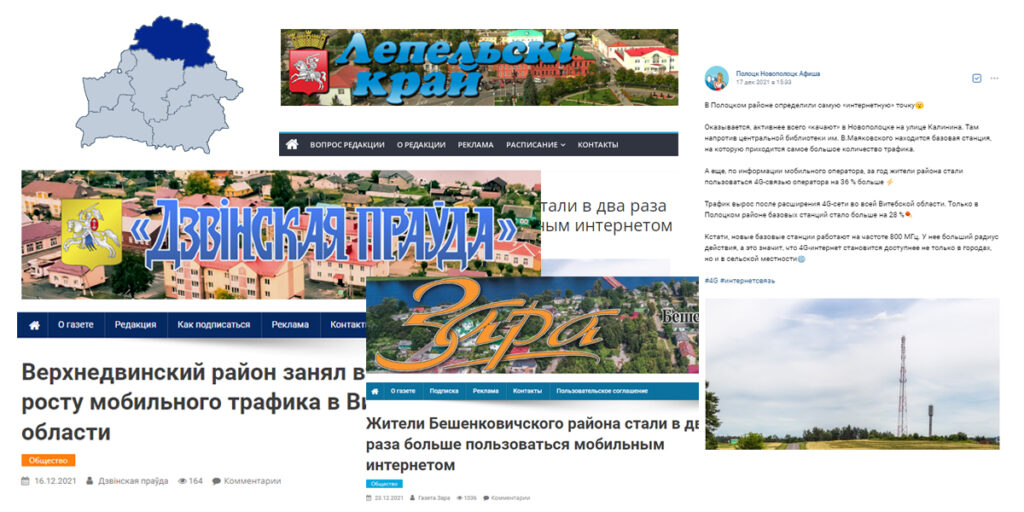 Лепельскі
край
ВОПРОС РЕДАКЦИИ О РЕДАКЦИИ РЕКЛАМА РАСПИСАНИЕ КОНТАКТЫ
тали в два раза
ным интернетом
«Дзвінская праўда»
О газете Редакция Как подписаться Реклама Контакты
Верхнедвинский район занял в
росту мобильного трафика в Ви
области
Общество
16.12.2021 Дзвінская праўда 164 Комментарии
Зара
Беше
О газете Подписка Реклама Контакты Пользовательское соглашение
Жители Бешенковичского района стали в дв
раза больше пользоваться мобильным
интернетом
Общество
23.12.2021 Газета Зара 1036 Комментарии
Полоцк Новополоцк Афиша
17 дек 2021 в 15:33
В Полоцком районе определили самую «интернетную» точку
Оказывается, активнее всего «качают» в Новополоцке на улице Калинина. Там
напротив центральной библиотеки им. В.Маяковского находится базовая станция,
на которую приходится самое большое количество трафика.
А еще, по информации мобильного оператора, за год жители района стали
пользоваться 4G-связью оператора на 36 % больше ⚡
Трафик вырос после расширения 4G-сети во всей Витебской области. Только в
Полоцком районе базовых станций стало больше на 28 %
Кстати, новые базовые станции работают на частоте 800 МГц. У нее больший радиус
действия, а это значит, что 4G-интернет становится доступнее не только в городах,
но и в сельской местности
#4G #интернетсвязь